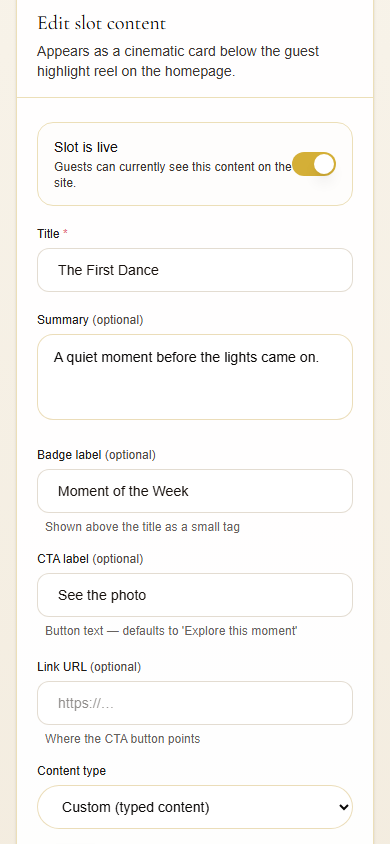 Edit slot content
Appears as a cinematic card below the guest
highlight reel on the homepage.
Slot is live
Guests can currently see this content on the
site.
Title *
The First Dance
Summary (optional)
A quiet moment before the lights came on.
Badge label (optional)
Moment of the Week
Shown above the title as a small tag
CTA label (optional)
See the photo
Button text — defaults to 'Explore this moment'
Link URL (optional)
https://...
Where the CTA button points
Content type
Custom (typed content)